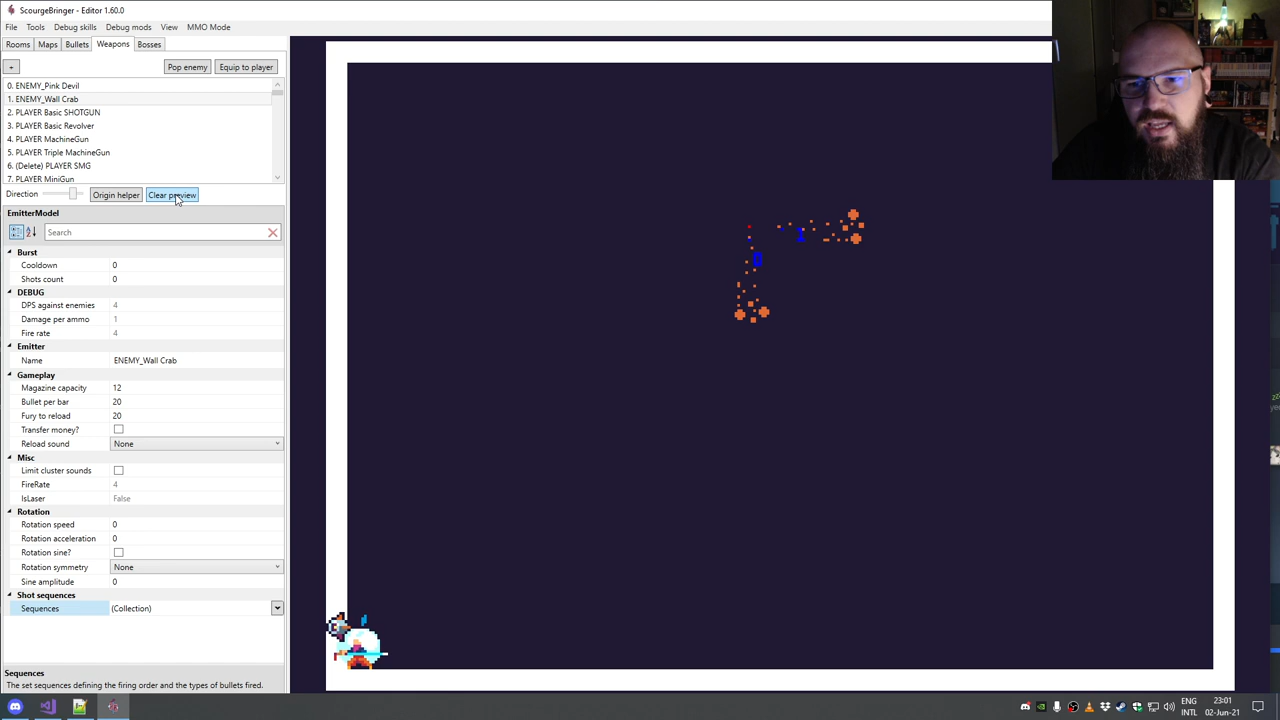 ScourgeBringer - Editor 1.60.0
File Tools Debug skills Debug mods View MMO Mode
Rooms Maps Bullets Weapons Bosses
+ Pop enemy Equip to player
0. ENEMY_Pink Devil
1. ENEMY_Wall Crab
2. PLAYER Basic SHOTGUN
3. PLAYER Basic Revolver
4. PLAYER MachineGun
5. PLAYER Triple MachineGun
6. (Delete) PLAYER SMG
7. PLAYER MiniGun
Direction Origin helper Clear preview
EmitterModel
Search
Burst
Cooldown 0
Shots count 0
DEBUG
DPS against enemies 4
Damage per ammo 1
Fire rate 4
Emitter
Name ENEMY_Wall Crab
Gameplay
Magazine capacity 12
Bullet per bar 20
Fury to reload 20
Transfer money?
Reload sound None
Misc
Limit cluster sounds
FireRate 4
IsLaser False
Rotation
Rotation speed 0
Rotation acceleration 0
Rotation sine?
Rotation symmetry None
Sine amplitude 0
Shot sequences
Sequences (Collection)
Sequences
The set sequences defining the firing order and the types of bullets fired.
1
0
ENG 23:01
INTL 02-Jun-21